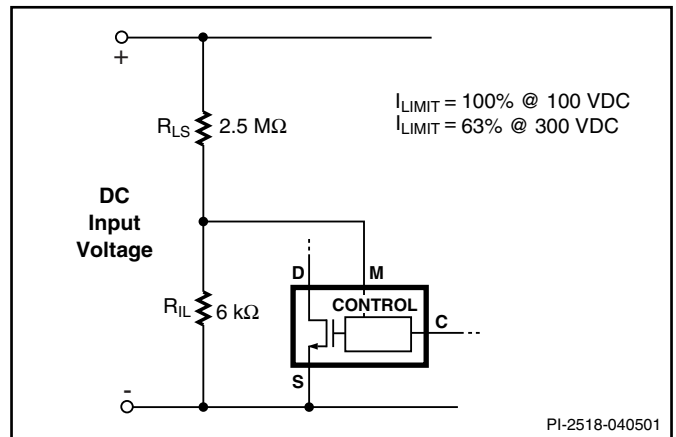 +
R_LS 2.5 MΩ
I_LIMIT = 100% @ 100 VDC
I_LIMIT = 63% @ 300 VDC
DC
Input
Voltage
D M
R_IL 6 kΩ
CONTROL
C
S
-
PI-2518-040501